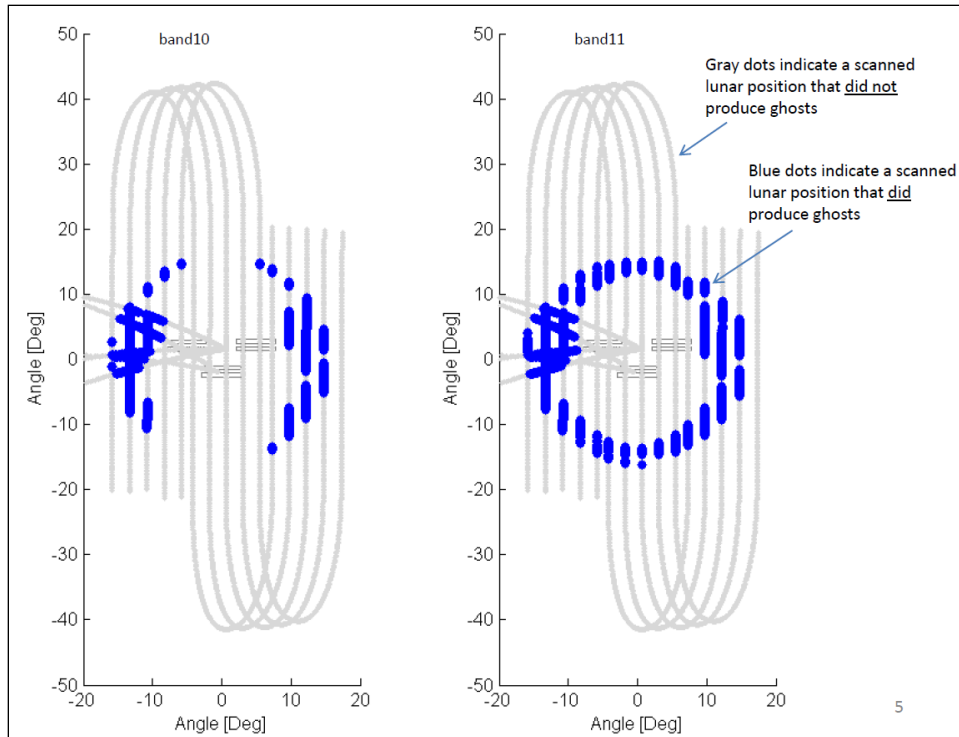 band10
50
40
30
20
10
0
-10
-20
-30
-40
-50
-20
-10
0
10
20
Angle [Deg]
Angle [Deg]
band11
50
40
30
20
10
0
-10
-20
-30
-40
-50
-20
-10
0
10
20
Angle [Deg]
Angle [Deg]
Gray dots indicate a scanned
lunar position that did not
produce ghosts
Blue dots indicate a scanned
lunar position that did
produce ghosts
5